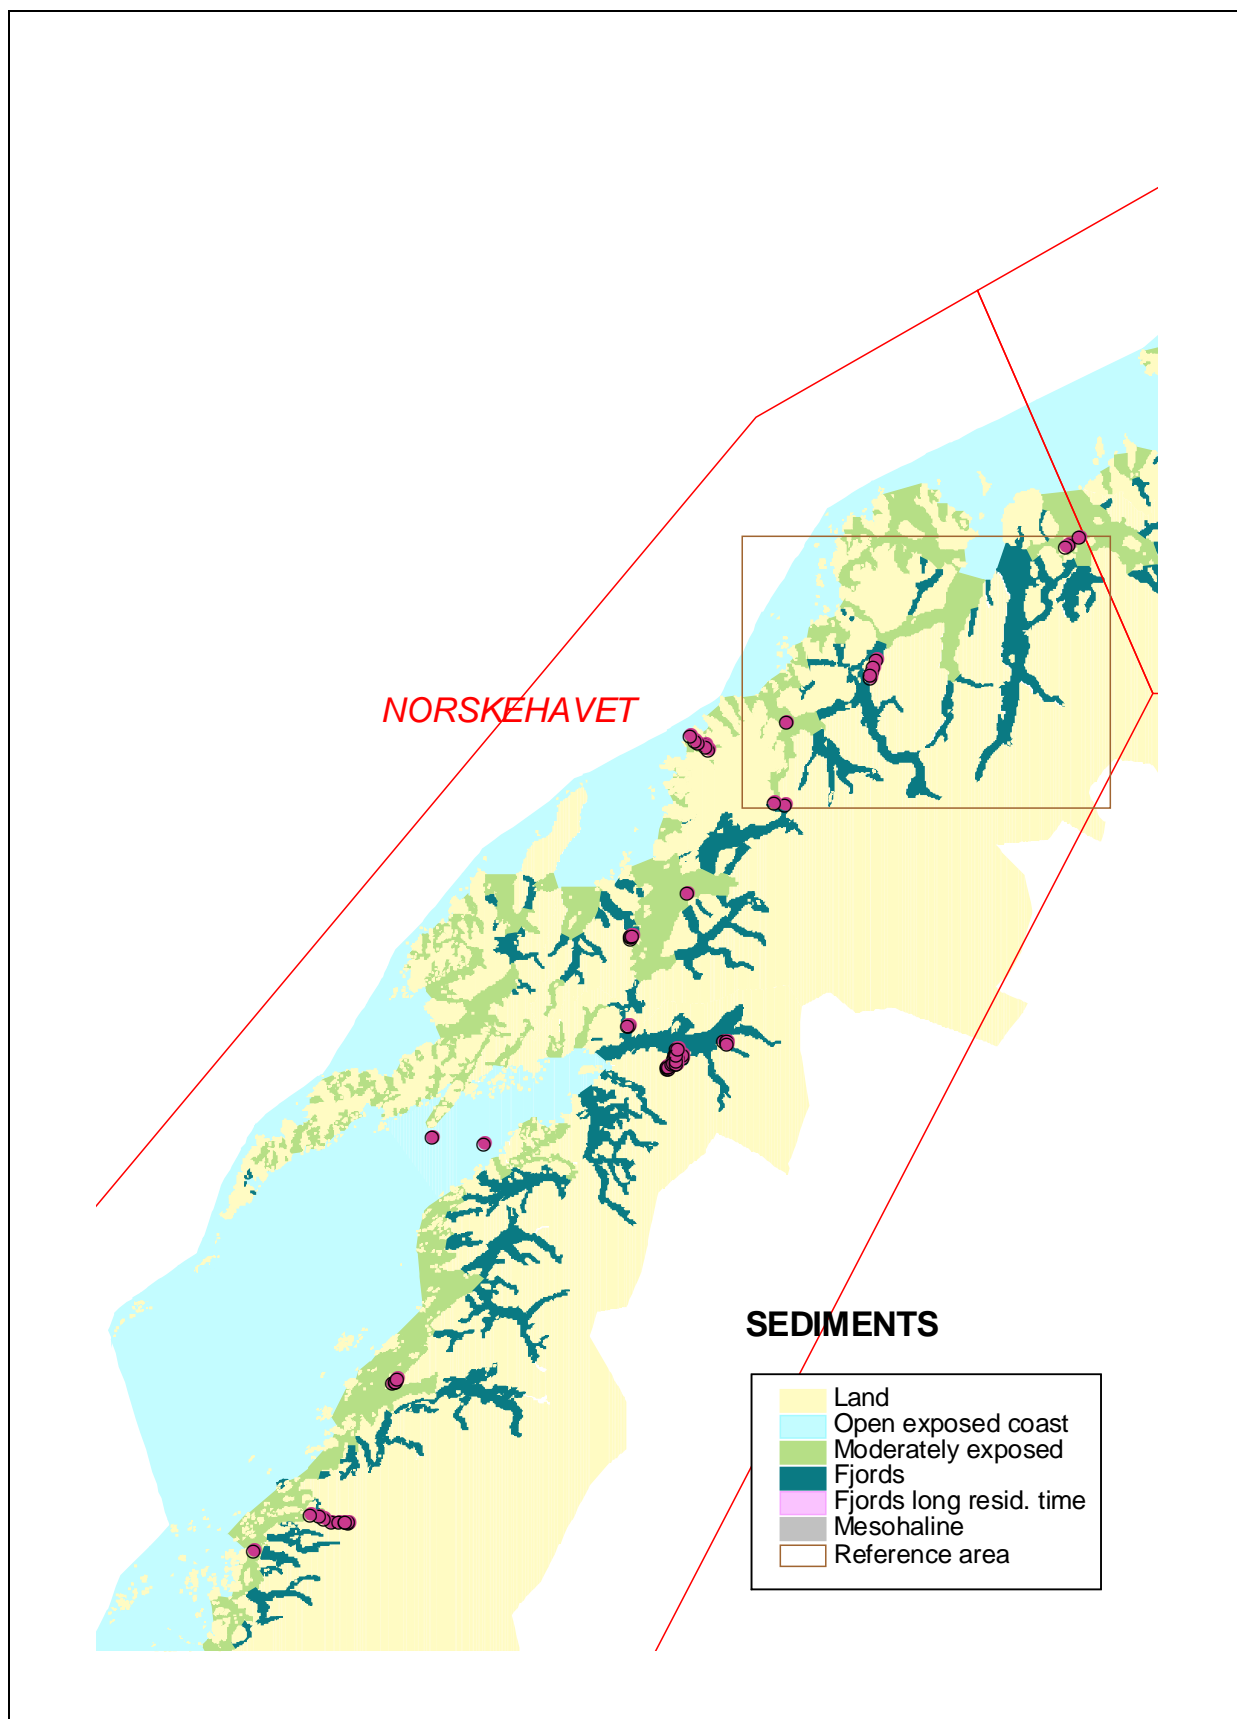 NORSKEHAVET
SEDIMENTS
Land
Open exposed coast
Moderately exposed
Fjords
Fjords long resid. time
Mesohaline
Reference area